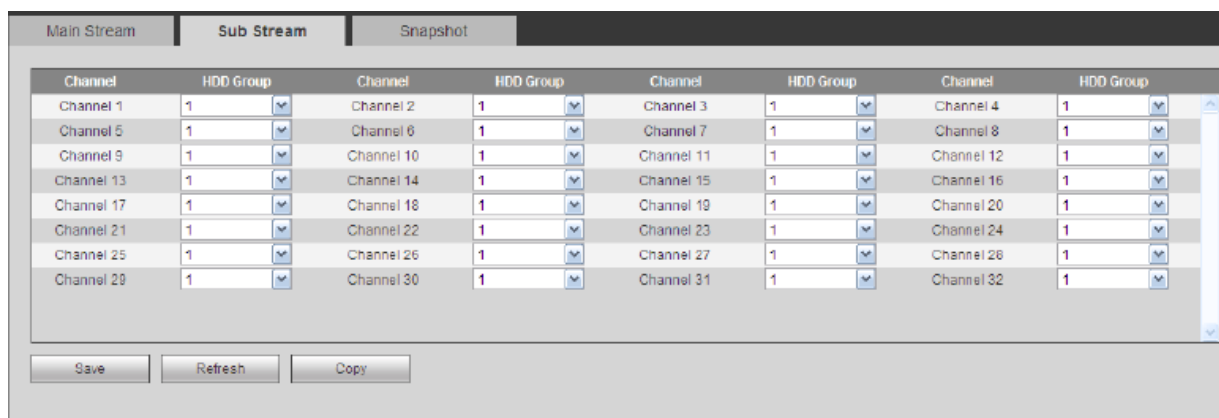 Main Stream Sub Stream Snapshot
Channel HDD Group Channel HDD Group Channel HDD Group Channel HDD Group
Channel 1 1 Channel 2 1 Channel 3 1 Channel 4 1
Channel 5 1 Channel 6 1 Channel 7 1 Channel 8 1
Channel 9 1 Channel 10 1 Channel 11 1 Channel 12 1
Channel 13 1 Channel 14 1 Channel 15 1 Channel 16 1
Channel 17 1 Channel 18 1 Channel 19 1 Channel 20 1
Channel 21 1 Channel 22 1 Channel 23 1 Channel 24 1
Channel 25 1 Channel 26 1 Channel 27 1 Channel 28 1
Channel 29 1 Channel 30 1 Channel 31 1 Channel 32 1
Save Refresh Copy